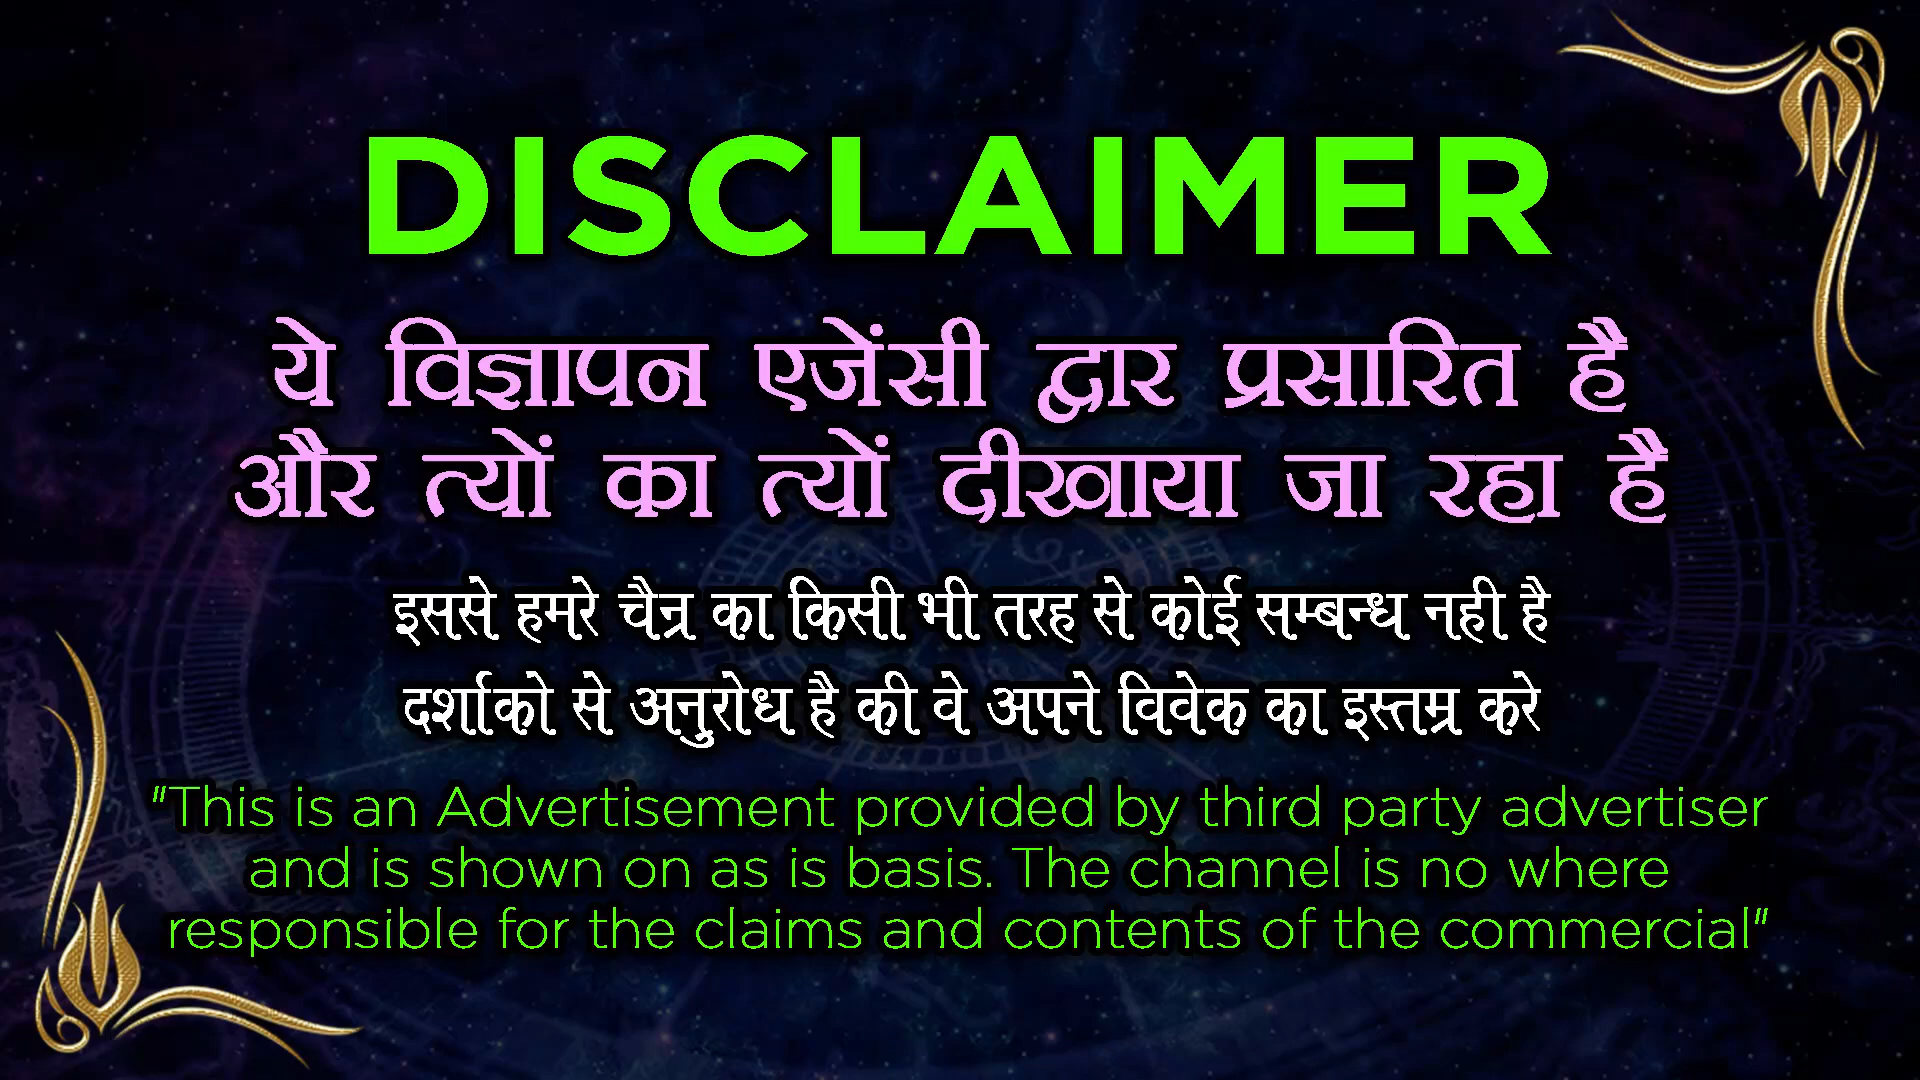 DISCLAIMER
ये विज्ञापन एजेंसी द्वार प्रसारित है
और त्यों का त्यों दीखाया जा रहा है
इससे हमरे चैन्र का किसी भी तरह से कोई सम्बन्ध नही है
दर्शाको से अनुरोध है की वे अपने विवेक का इस्तम्र करे
"This is an Advertisement provided by third party advertiser
and is shown on as is basis. The channel is no where
responsible for the claims and contents of the commercial"